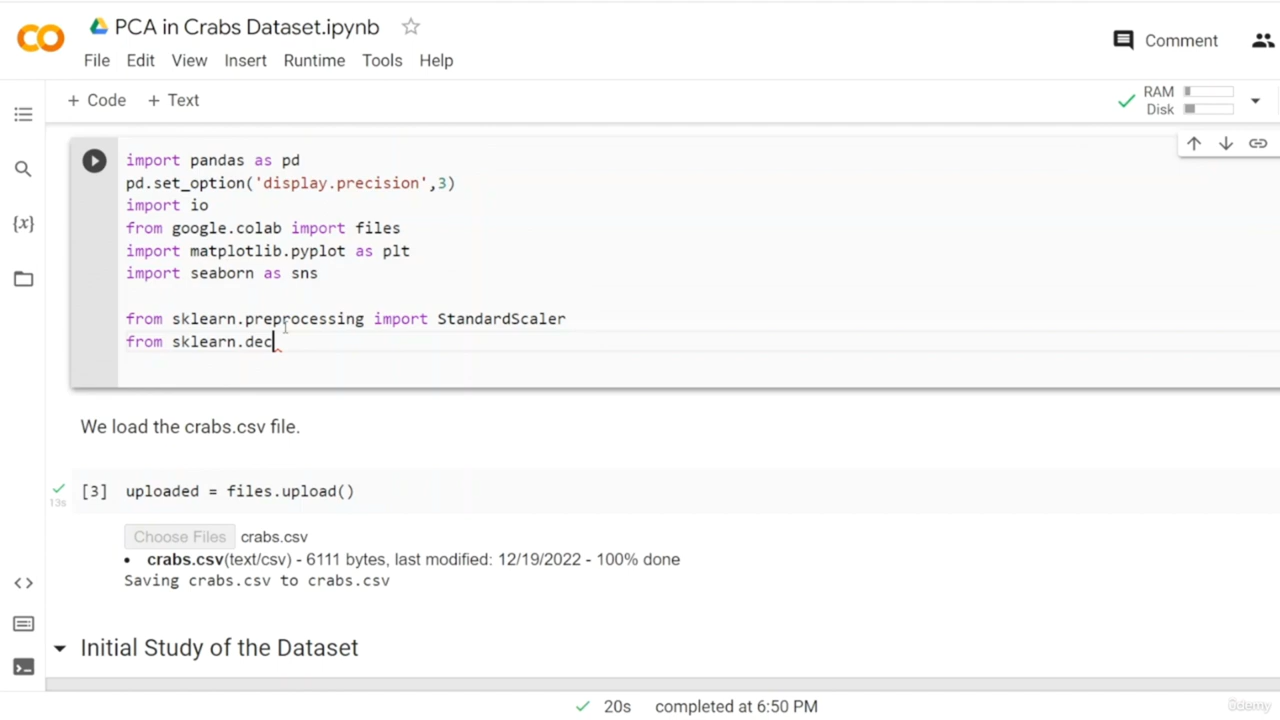 PCA in Crabs Dataset.ipynb
Comment
File Edit View Insert Runtime Tools Help
+ Code + Text
RAM
Disk
import pandas as pd
pd.set_option('display.precision',3)
import io
from google.colab import files
import matplotlib.pyplot as plt
import seaborn as sns
from sklearn.preprocessing import StandardScaler
from sklearn.dec
We load the crabs.csv file.
[3] uploaded = files.upload()
13s
Choose Files crabs.csv
• crabs.csv(text/csv) - 6111 bytes, last modified: 12/19/2022 - 100% done
Saving crabs.csv to crabs.csv
Initial Study of the Dataset
20s completed at 6:50 PM
ûdemy